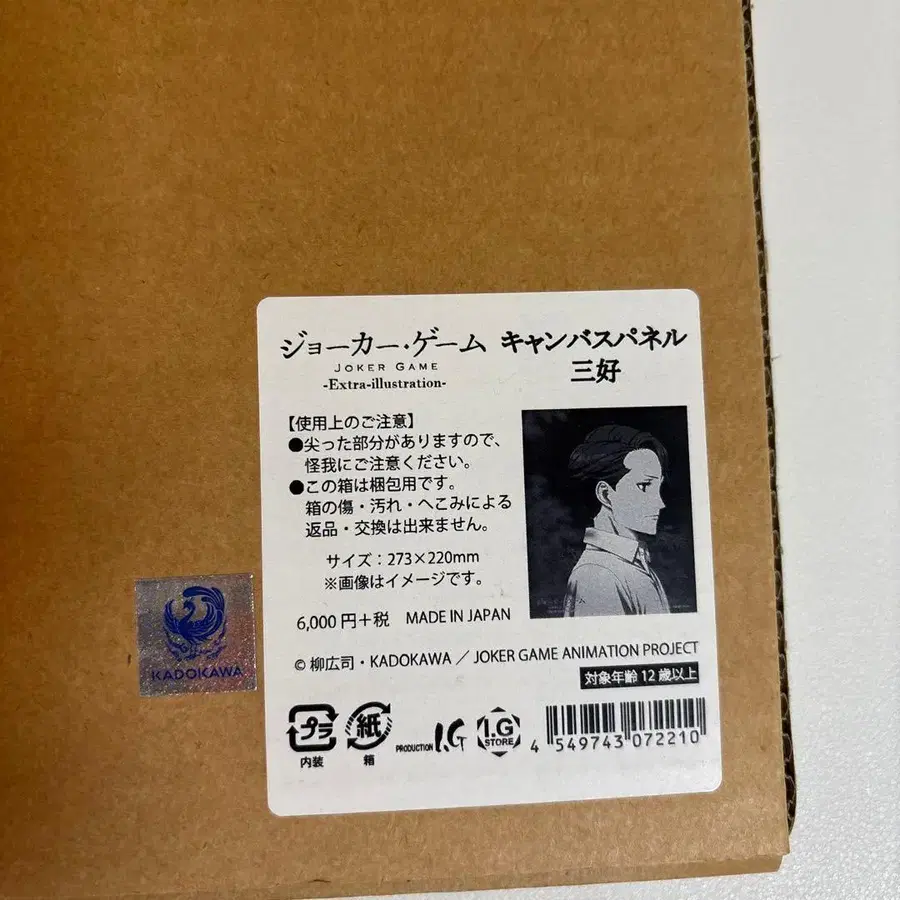 ジョーカー・ゲーム キャンバスパネル
JOKER GAME
-Extra-illustration-
三好
【使用上のご注意】
●尖った部分がありますので、
怪我にご注意ください。
●この箱は梱包用です。
箱の傷・汚れ・へこみによる
返品・交換は出来ません。
サイズ：273×220mm
※画像はイメージです。
6,000円+税 MADE IN JAPAN
© 柳広司・KADOKAWA / JOKER GAME ANIMATION PROJECT
対象年齢12歳以上
KADOKAWA
プラ
内装
紙
箱
PRODUCTION I.G
I.G STORE
4 549743 072210